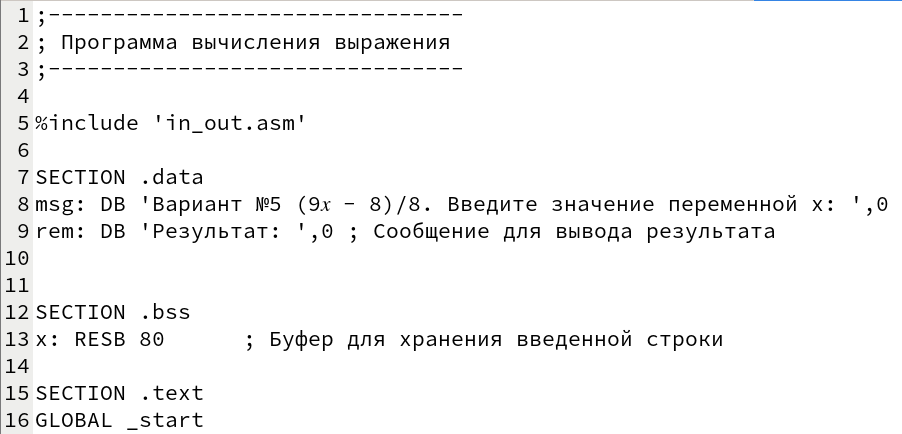 1 ;--------------------------------
2 ; Программа вычисления выражения
3 ;--------------------------------
4
5 %include 'in_out.asm'
6
7 SECTION .data
8 msg: DB 'Вариант №5 (9𝑥 − 8)/8. Введите значение переменной x: ',0
9 rem: DB 'Результат: ',0 ; Сообщение для вывода результата
10
11
12 SECTION .bss
13 x: RESB 80      ; Буфер для хранения введенной строки
14
15 SECTION .text
16 GLOBAL _start